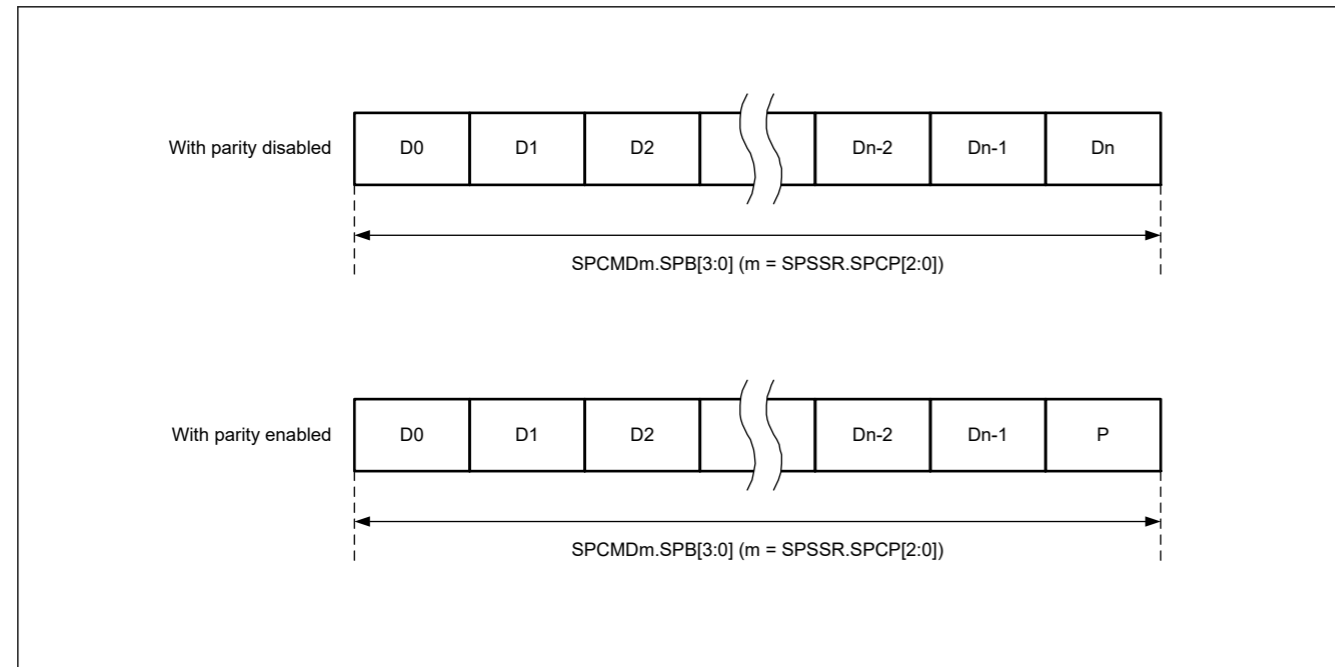 With parity disabled D0 D1 D2 Dn-2 Dn-1 Dn
SPCMDm.SPB[3:0] (m = SPSSR.SPCP[2:0])
With parity enabled D0 D1 D2 Dn-2 Dn-1 P
SPCMDm.SPB[3:0] (m = SPSSR.SPCP[2:0])